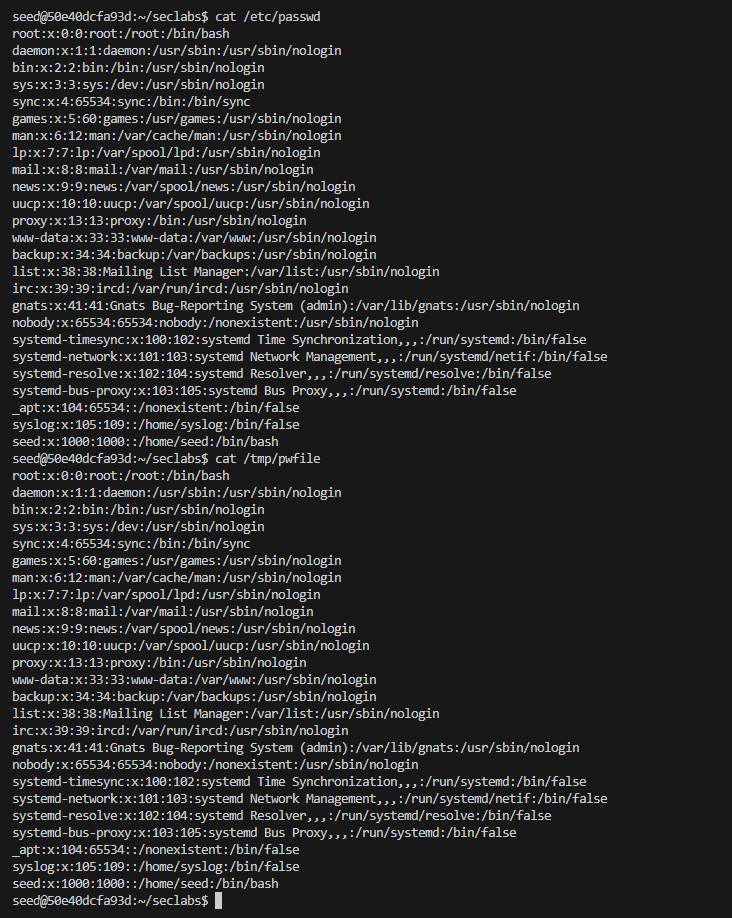 seed@50e40dcfa93d:~/seclabs$ cat /etc/passwd
root:x:0:0:root:/root:/bin/bash
daemon:x:1:1:daemon:/usr/sbin:/usr/sbin/nologin
bin:x:2:2:bin:/bin:/usr/sbin/nologin
sys:x:3:3:sys:/dev:/usr/sbin/nologin
sync:x:4:65534:sync:/bin:/bin/sync
games:x:5:60:games:/usr/games:/usr/sbin/nologin
man:x:6:12:man:/var/cache/man:/usr/sbin/nologin
lp:x:7:7:lp:/var/spool/lpd:/usr/sbin/nologin
mail:x:8:8:mail:/var/mail:/usr/sbin/nologin
news:x:9:9:news:/var/spool/news:/usr/sbin/nologin
uucp:x:10:10:uucp:/var/spool/uucp:/usr/sbin/nologin
proxy:x:13:13:proxy:/bin:/usr/sbin/nologin
www-data:x:33:33:www-data:/var/www:/usr/sbin/nologin
backup:x:34:34:backup:/var/backups:/usr/sbin/nologin
list:x:38:38:Mailing List Manager:/var/list:/usr/sbin/nologin
irc:x:39:39:ircd:/var/run/ircd:/usr/sbin/nologin
gnats:x:41:41:Gnats Bug-Reporting System (admin):/var/lib/gnats:/usr/sbin/nologin
nobody:x:65534:65534:nobody:/nonexistent:/usr/sbin/nologin
systemd-timesync:x:100:102:systemd Time Synchronization,,,:/run/systemd:/bin/false
systemd-network:x:101:103:systemd Network Management,,,:/run/systemd/netif:/bin/false
systemd-resolve:x:102:104:systemd Resolver,,,:/run/systemd/resolve:/bin/false
systemd-bus-proxy:x:103:105:systemd Bus Proxy,,,:/run/systemd:/bin/false
_apt:x:104:65534::/nonexistent:/bin/false
syslog:x:105:109::/home/syslog:/bin/false
seed:x:1000:1000::/home/seed:/bin/bash
seed@50e40dcfa93d:~/seclabs$ cat /tmp/pwfile
root:x:0:0:root:/root:/bin/bash
daemon:x:1:1:daemon:/usr/sbin:/usr/sbin/nologin
bin:x:2:2:bin:/bin:/usr/sbin/nologin
sys:x:3:3:sys:/dev:/usr/sbin/nologin
sync:x:4:65534:sync:/bin:/bin/sync
games:x:5:60:games:/usr/games:/usr/sbin/nologin
man:x:6:12:man:/var/cache/man:/usr/sbin/nologin
lp:x:7:7:lp:/var/spool/lpd:/usr/sbin/nologin
mail:x:8:8:mail:/var/mail:/usr/sbin/nologin
news:x:9:9:news:/var/spool/news:/usr/sbin/nologin
uucp:x:10:10:uucp:/var/spool/uucp:/usr/sbin/nologin
proxy:x:13:13:proxy:/bin:/usr/sbin/nologin
www-data:x:33:33:www-data:/var/www:/usr/sbin/nologin
backup:x:34:34:backup:/var/backups:/usr/sbin/nologin
list:x:38:38:Mailing List Manager:/var/list:/usr/sbin/nologin
irc:x:39:39:ircd:/var/run/ircd:/usr/sbin/nologin
gnats:x:41:41:Gnats Bug-Reporting System (admin):/var/lib/gnats:/usr/sbin/nologin
nobody:x:65534:65534:nobody:/nonexistent:/usr/sbin/nologin
systemd-timesync:x:100:102:systemd Time Synchronization,,,:/run/systemd:/bin/false
systemd-network:x:101:103:systemd Network Management,,,:/run/systemd/netif:/bin/false
systemd-resolve:x:102:104:systemd Resolver,,,:/run/systemd/resolve:/bin/false
systemd-bus-proxy:x:103:105:systemd Bus Proxy,,,:/run/systemd:/bin/false
_apt:x:104:65534::/nonexistent:/bin/false
syslog:x:105:109::/home/syslog:/bin/false
seed:x:1000:1000::/home/seed:/bin/bash
seed@50e40dcfa93d:~/seclabs$